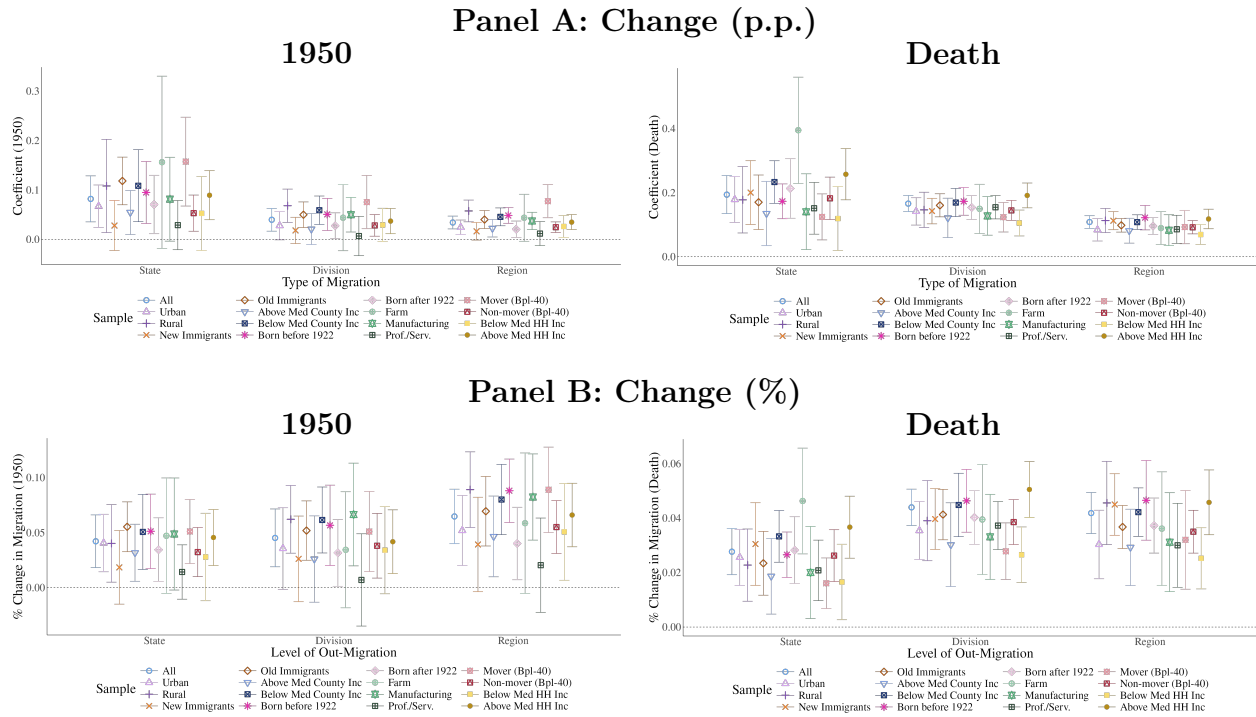 Panel A: Change (p.p.)
1950
Death
Coefficient (1950)
0.3
0.2
0.1
0.0
State
Division
Region
Type of Migration
Sample
All
Urban
Rural
New Immigrants
Old Immigrants
Above Med County Inc
Below Med County Inc
Born before 1922
Born after 1922
Farm
Manufacturing
Prof./Serv.
Mover (Bpl-40)
Non-mover (Bpl-40)
Below Med HH Inc
Above Med HH Inc
Coefficient (Death)
0.4
0.2
0.0
State
Division
Region
Type of Migration
Sample
All
Urban
Rural
New Immigrants
Old Immigrants
Above Med County Inc
Below Med County Inc
Born before 1922
Born after 1922
Farm
Manufacturing
Prof./Serv.
Mover (Bpl-40)
Non-mover (Bpl-40)
Below Med HH Inc
Above Med HH Inc
Panel B: Change (%)
1950
Death
% Change in Migration (1950)
0.10
0.05
0.00
State
Division
Region
Level of Out-Migration
Sample
All
Urban
Rural
New Immigrants
Old Immigrants
Above Med County Inc
Below Med County Inc
Born before 1922
Born after 1922
Farm
Manufacturing
Prof./Serv.
Mover (Bpl-40)
Non-mover (Bpl-40)
Below Med HH Inc
Above Med HH Inc
% Change in Migration (Death)
0.06
0.04
0.02
0.00
State
Division
Region
Level of Out-Migration
Sample
All
Urban
Rural
New Immigrants
Old Immigrants
Above Med County Inc
Below Med County Inc
Born before 1922
Born after 1922
Farm
Manufacturing
Prof./Serv.
Mover (Bpl-40)
Non-mover (Bpl-40)
Below Med HH Inc
Above Med HH Inc